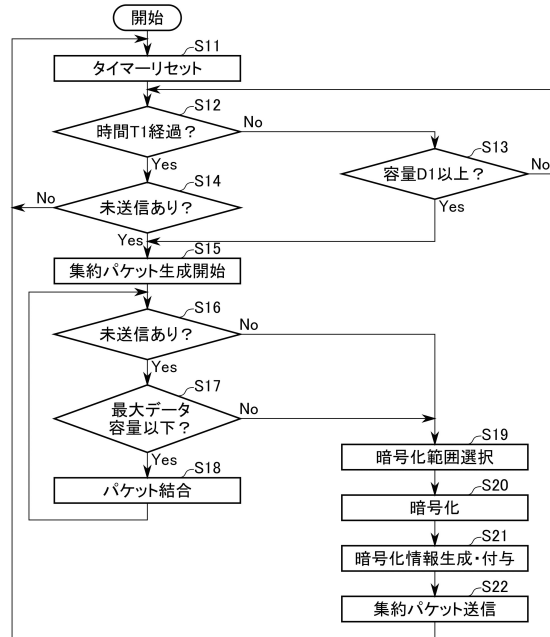 開始
S11
タイマーリセット
S12
時間T1経過？
No
Yes
S13
容量D1以上？
No
Yes
S14
未送信あり？
No
Yes
S15
集約パケット生成開始
S16
未送信あり？
No
Yes
S17
最大データ
容量以下？
No
Yes
S18
パケット結合
S19
暗号化範囲選択
S20
暗号化
S21
暗号化情報生成・付与
S22
集約パケット送信